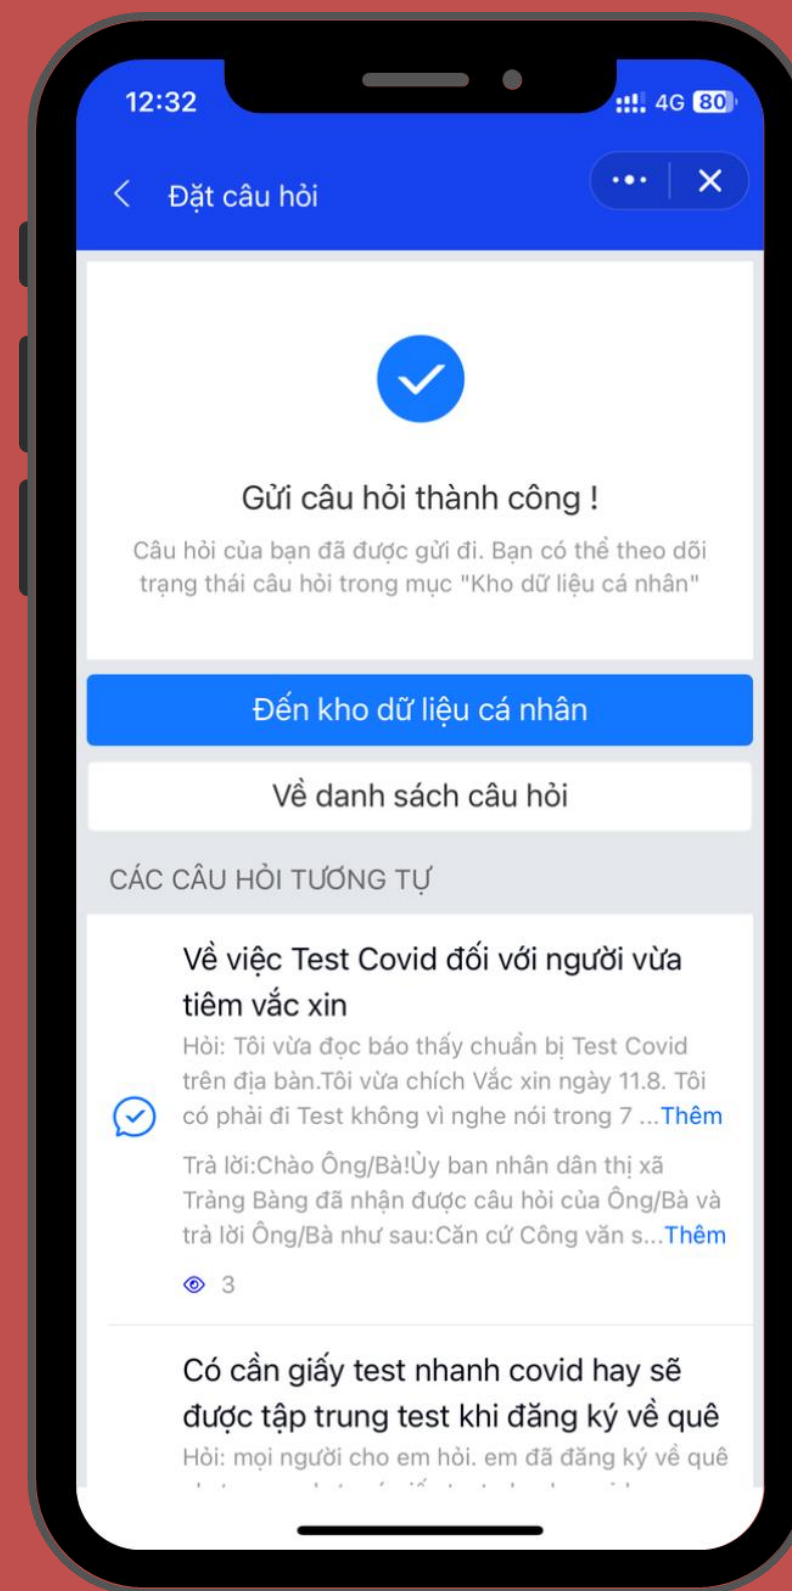 12:32
4G 80
Đặt câu hỏi
Gửi câu hỏi thành công !
Câu hỏi của bạn đã được gửi đi. Bạn có thể theo dõi
trạng thái câu hỏi trong mục "Kho dữ liệu cá nhân"
Đến kho dữ liệu cá nhân
Về danh sách câu hỏi
CÁC CÂU HỎI TƯƠNG TỰ
Về việc Test Covid đối với người vừa
tiêm vắc xin
Hỏi: Tôi vừa đọc báo thấy chuẩn bị Test Covid
trên địa bàn.Tôi vừa chích Vắc xin ngày 11.8. Tôi
có phải đi Test không vì nghe nói trong 7 ...Thêm
Trả lời:Chào Ông/Bà!Ủy ban nhân dân thị xã
Trảng Bàng đã nhận được câu hỏi của Ông/Bà và
trả lời Ông/Bà như sau:Căn cứ Công văn s...Thêm
3
Có cần giấy test nhanh covid hay sẽ
được tập trung test khi đăng ký về quê
Hỏi: mọi người cho em hỏi. em đã đăng ký về quê